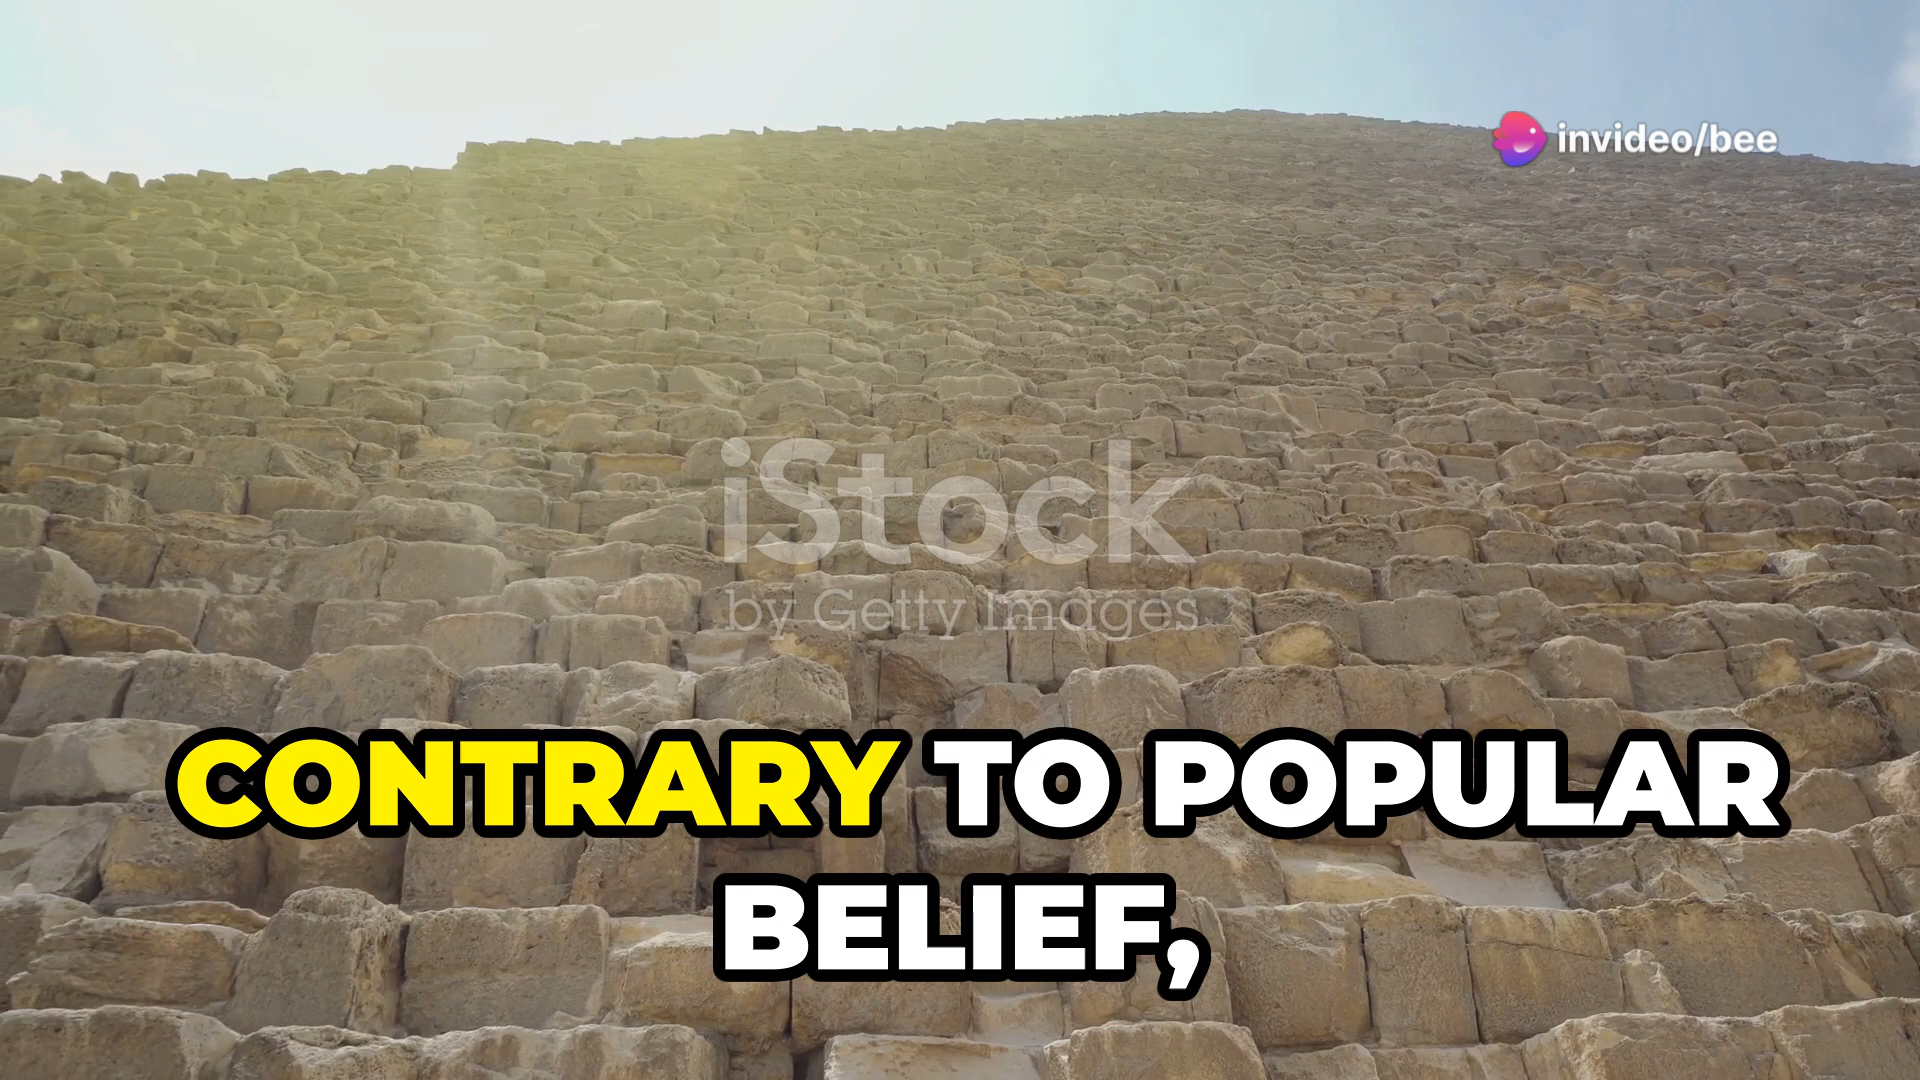 invideo/bee
iStock
by Getty Images
CONTRARY TO POPULAR
BELIEF,